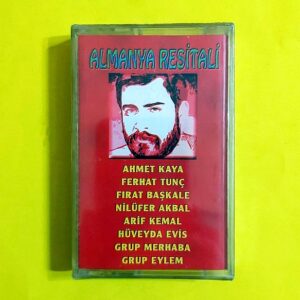 ALMANYA RESİTALİ
AHMET KAYA
FERHAT TUNÇ
FIRAT BAŞKALE
NİLÜFER AKBAL
ARİF KEMAL
HÜVEYDA EVİS
GRUP MERHABA
GRUP EYLEM